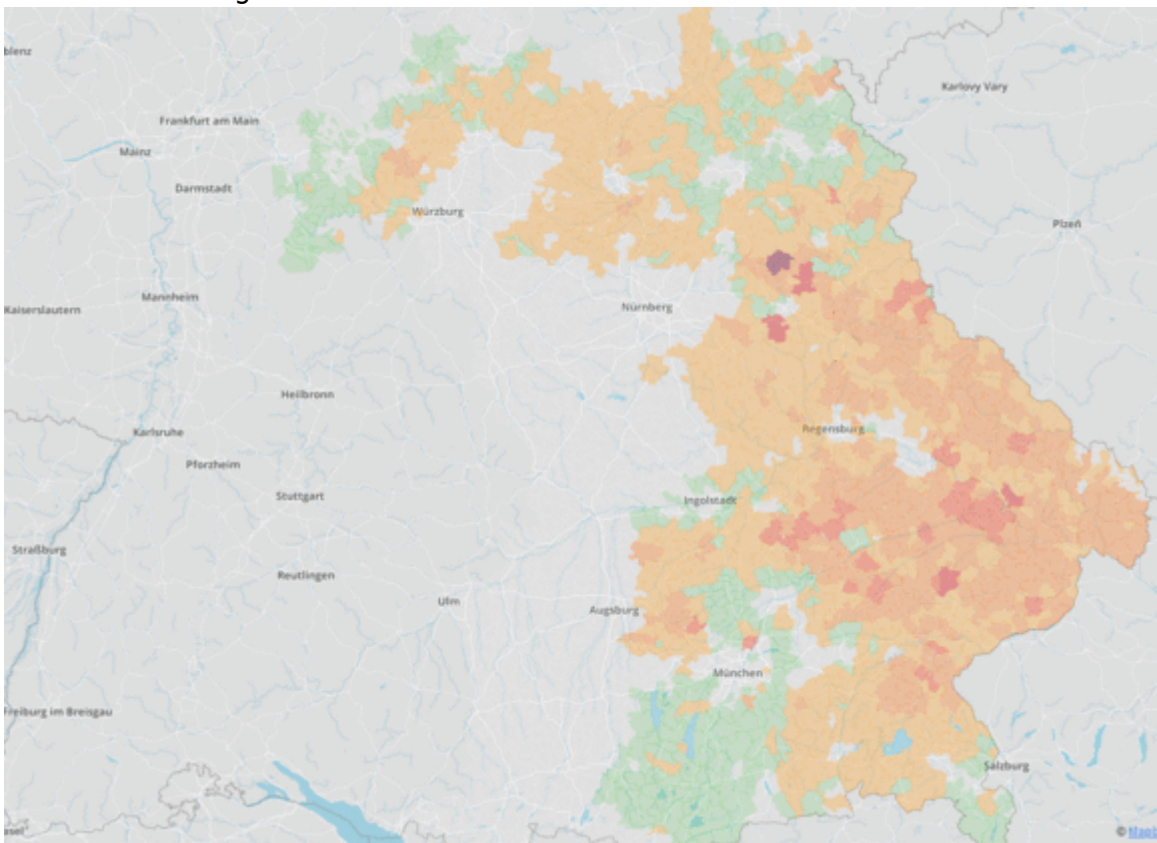 Karlovy Vary
Frankfurt am Main
Mainz
Darmstadt
Würzburg
Plzeň
Mannheim
Nürnberg
Kaiserslautern
Heilbronn
Regensburg
Karlsruhe
Pforzheim
Stuttgart
Ingolstadt
Straßburg
Reutlingen
Ulm
Augsburg
München
Freiburg im Breisgau
Salzburg